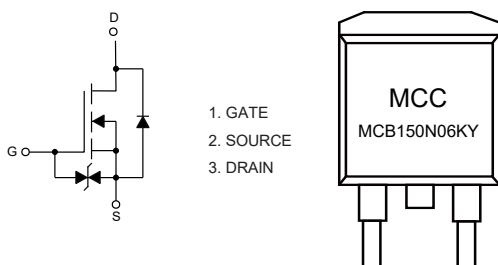 D
G
S
1. GATE
2. SOURCE
3. DRAIN
MCC
MCB150N06KY